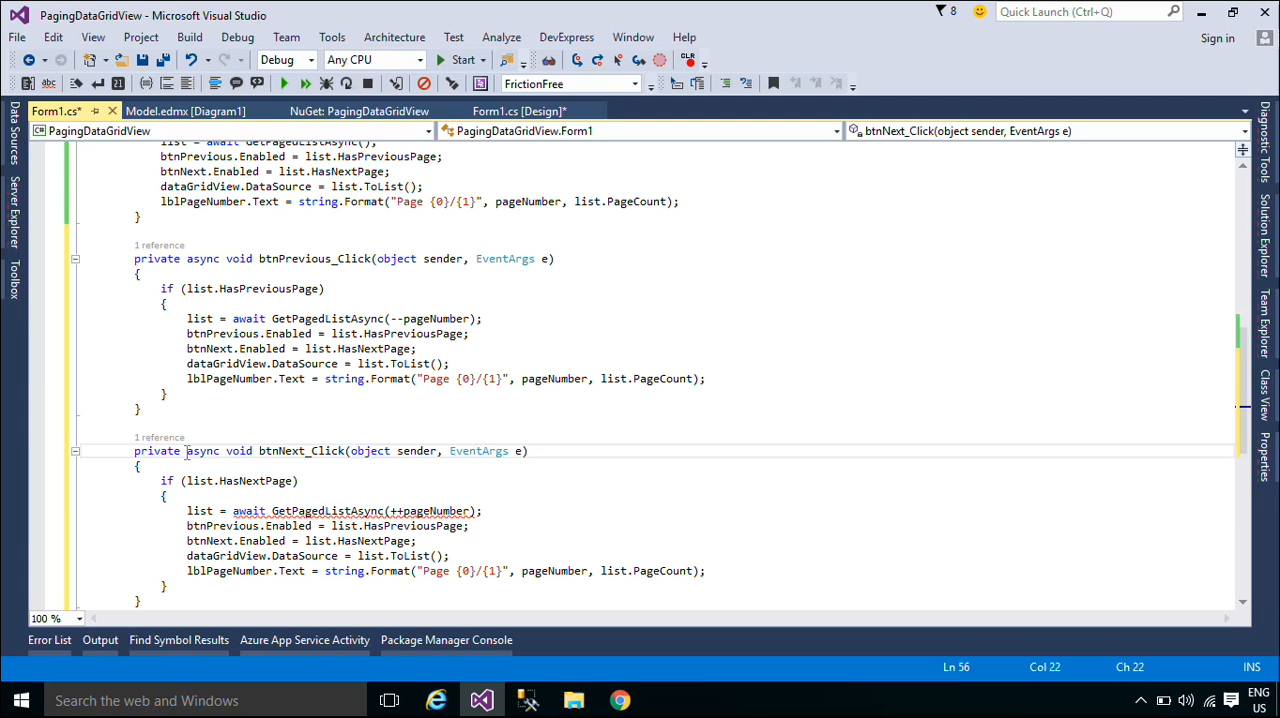 PagingDataGridView - Microsoft Visual Studio
8
Quick Launch (Ctrl+Q)
File Edit View Project Build Debug Team Tools Architecture Test Analyze DevExpress Window Help
Sign in
Debug Any CPU Start CLR
FrictionFree
Form1.cs* Model.edmx [Diagram1] NuGet: PagingDataGridView Form1.cs [Design]*
PagingDataGridView PagingDataGridView.Form1 btnNext_Click(object sender, EventArgs e)
Data Sources
Server Explorer
Toolbox
list = await GetPagedListAsync();
btnPrevious.Enabled = list.HasPreviousPage;
btnNext.Enabled = list.HasNextPage;
dataGridView.DataSource = list.ToList();
lblPageNumber.Text = string.Format("Page {0}/{1}", pageNumber, list.PageCount);
}
1 reference
private async void btnPrevious_Click(object sender, EventArgs e)
{
if (list.HasPreviousPage)
{
list = await GetPagedListAsync(--pageNumber);
btnPrevious.Enabled = list.HasPreviousPage;
btnNext.Enabled = list.HasNextPage;
dataGridView.DataSource = list.ToList();
lblPageNumber.Text = string.Format("Page {0}/{1}", pageNumber, list.PageCount);
}
}
1 reference
private async void btnNext_Click(object sender, EventArgs e)
{
if (list.HasNextPage)
{
list = await GetPagedListAsync(++pageNumber);
btnPrevious.Enabled = list.HasPreviousPage;
btnNext.Enabled = list.HasNextPage;
dataGridView.DataSource = list.ToList();
lblPageNumber.Text = string.Format("Page {0}/{1}", pageNumber, list.PageCount);
}
}
Diagnostic Tools
Solution Explorer
Team Explorer
Class View
Properties
100 %
Error List Output Find Symbol Results Azure App Service Activity Package Manager Console
Ln 56 Col 22 Ch 22 INS
Search the web and Windows
ENG
US